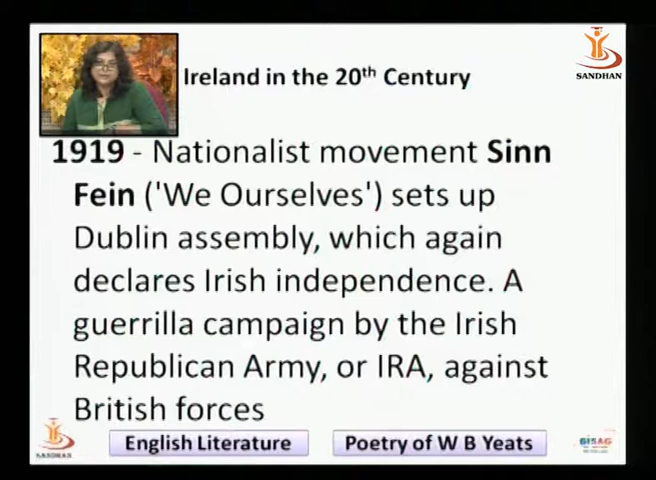 Ireland in the 20th Century
SANDHAN
1919 - Nationalist movement Sinn
Fein ('We Ourselves') sets up
Dublin assembly, which again
declares Irish independence. A
guerrilla campaign by the Irish
Republican Army, or IRA, against
British forces
SANDHAN
English Literature
Poetry of W B Yeats
BISAG